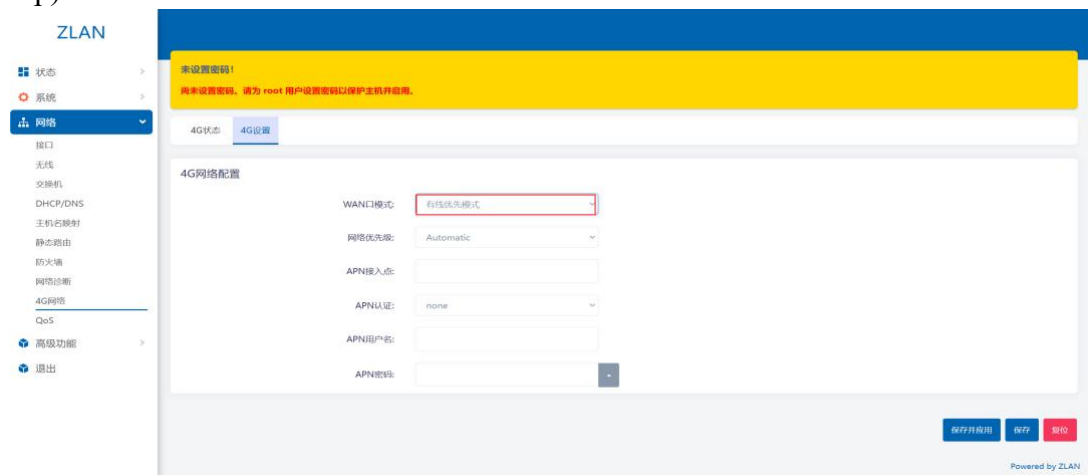 ZLAN
状态
系统
网络
接口
无线
交换机
DHCP/DNS
主机名映射
静态路由
防火墙
网络诊断
4G网络
QoS
高级功能
退出
未设置密码！
尚未设置密码。请为 root 用户设置密码以保护主机并启用。
4G状态 4G设置
4G网络配置
WAN口模式: 有线优先模式
网络优先级: Automatic
APN接入点:
APN认证: none
APN用户名:
APN密码:
保存并应用 保存 复位
Powered by ZLAN